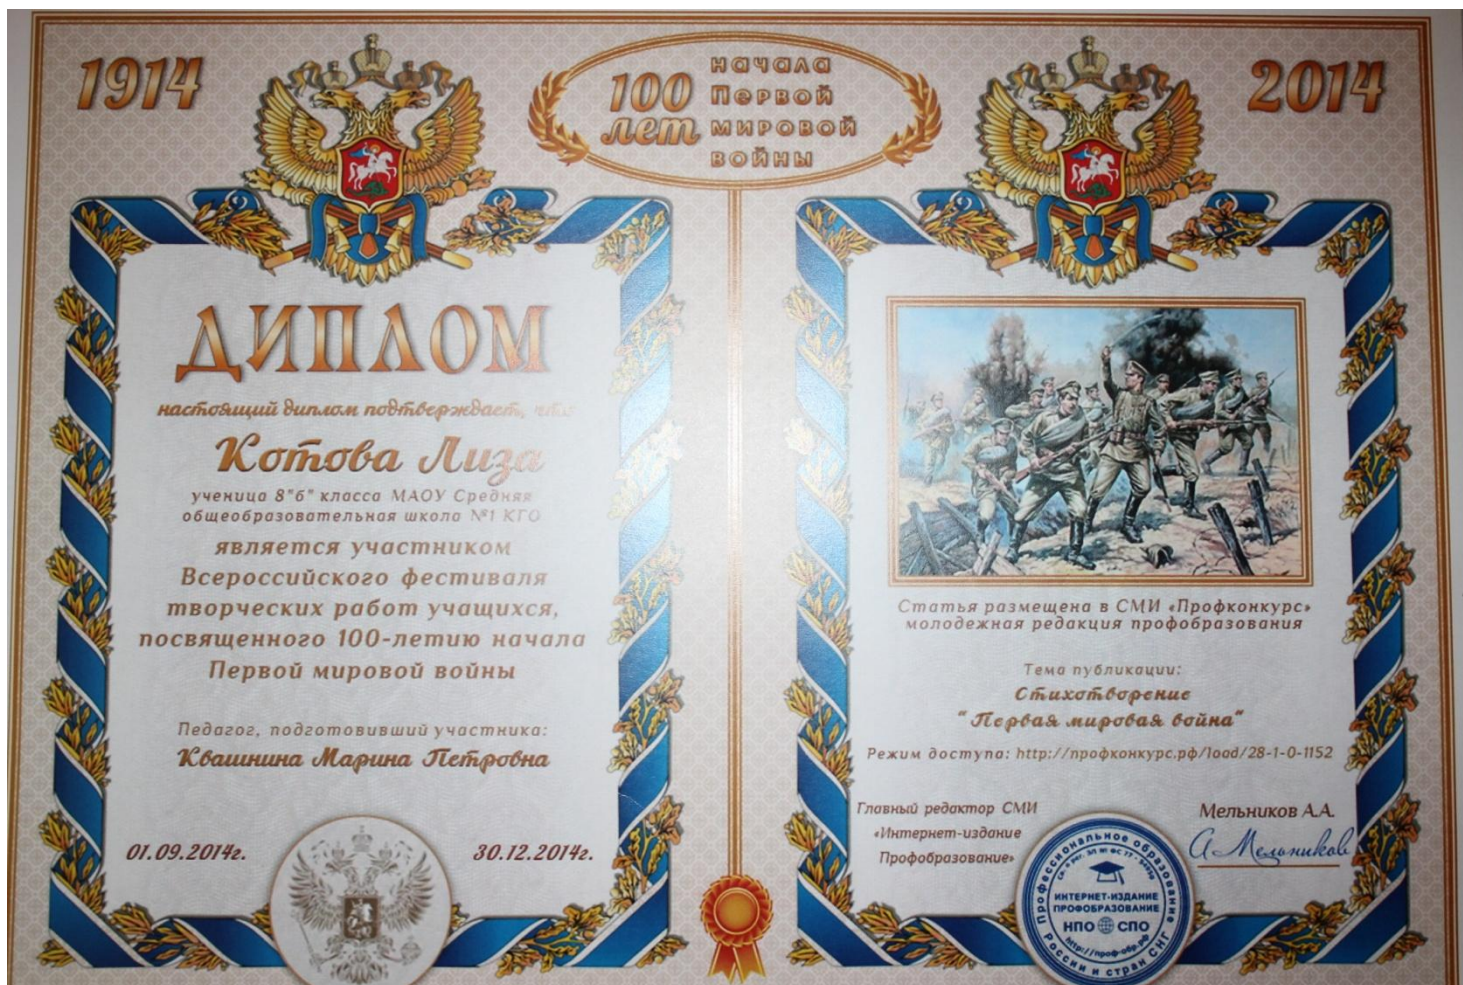 1914
100 лет
начала
Первой
мировой
войны
2014
ДИПЛОМ
настоящий диплом подтверждает, что
Котова Лиза
ученица 8"б" класса МАОУ Средняя
общеобразовательная школа №1 КГО
является участником
Всероссийского фестиваля
творческих работ учащихся,
посвященного 100-летию начала
Первой мировой войны
Педагог, подготовивший участника:
Квашнина Марина Петровна
01.09.2014г.
30.12.2014г.
Статья размещена в СМИ «Профконкурс»
молодежная редакция профобразования
Тема публикации:
Стихотворение
"Первая мировая война"
Режим доступа: http://профконкурс.рф/load/28-1-0-1152
Главный редактор СМИ
«Интернет-издание
Профобразование»
Мельников А.А.
А Мельников
Профессиональное образование
России и стран СНГ
ИНТЕРНЕТ-ИЗДАНИЕ
ПРОФОБРАЗОВАНИЕ
НПО СПО
http://проф-обр.рф